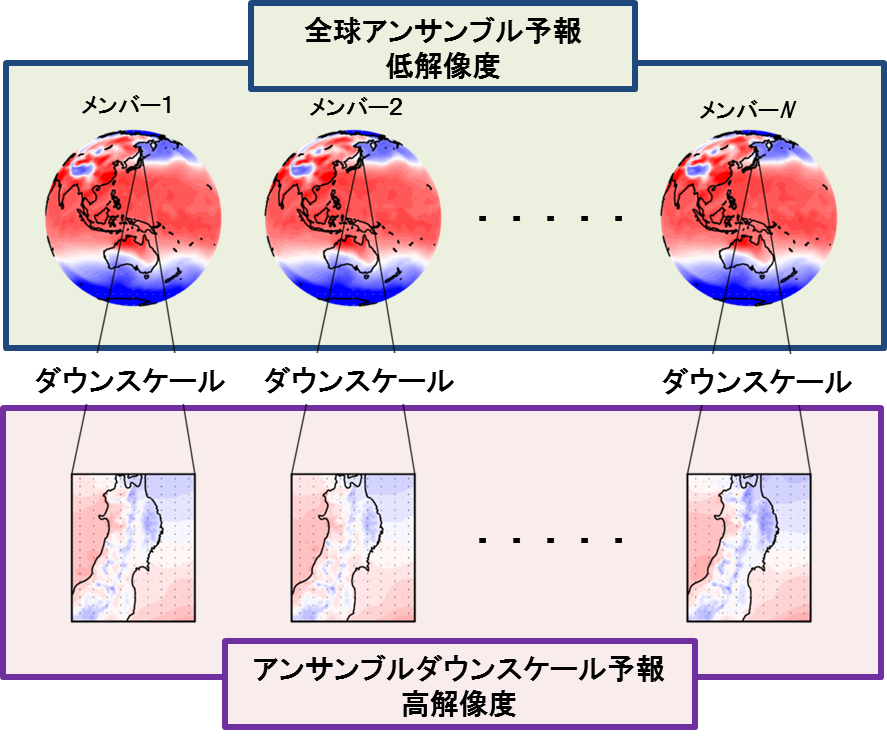 全球アンサンブル予報
低解像度
メンバー1
メンバー2
メンバーN
ダウンスケール
ダウンスケール
ダウンスケール
アンサンブルダウンスケール予報
高解像度